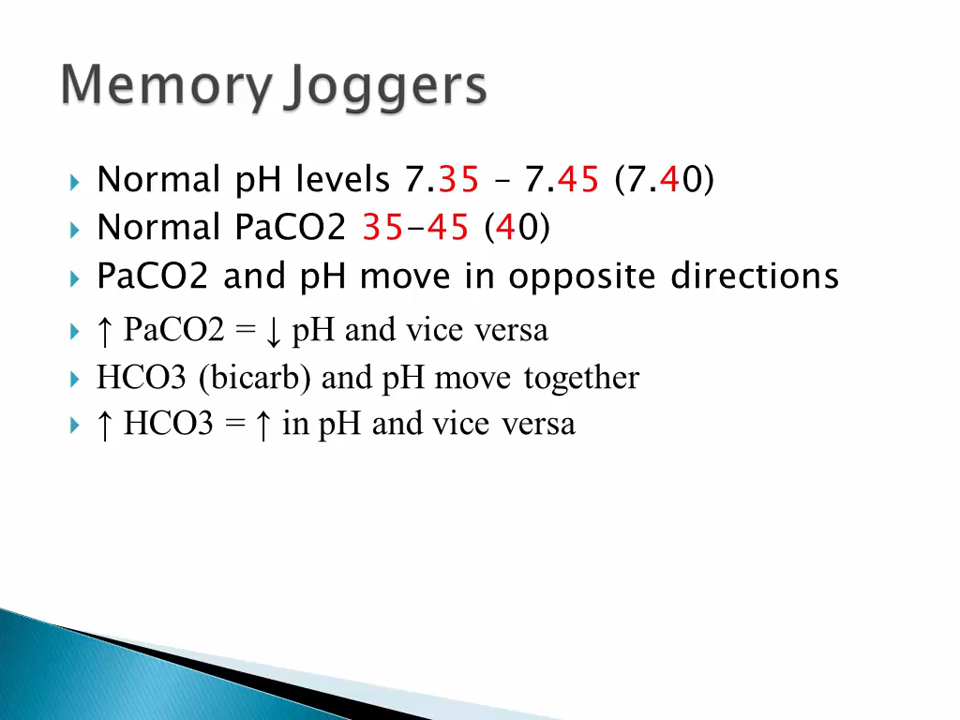 Memory Joggers
Normal pH levels 7.35 – 7.45 (7.40)
Normal PaCO2 35-45 (40)
PaCO2 and pH move in opposite directions
↑ PaCO2 = ↓ pH and vice versa
HCO3 (bicarb) and pH move together
↑ HCO3 = ↑ in pH and vice versa